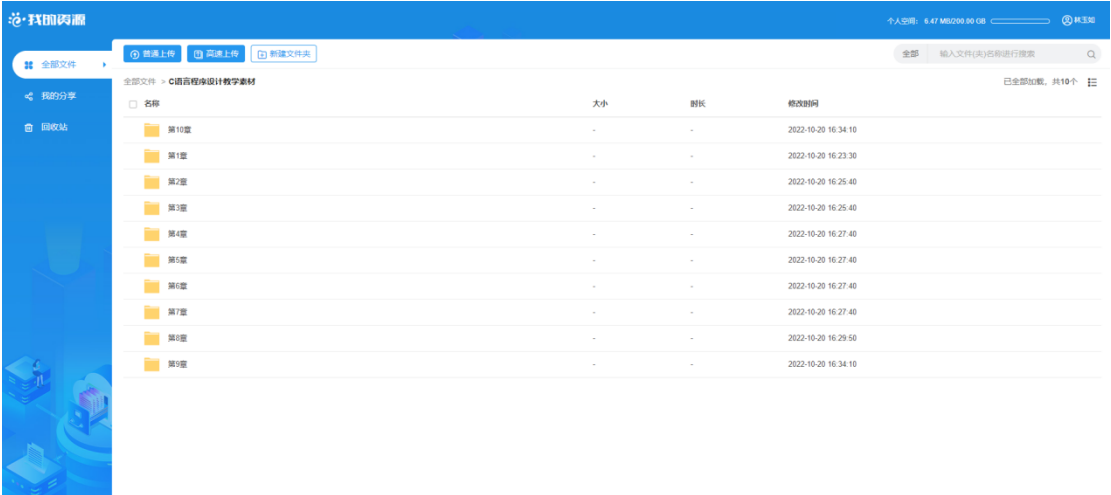 我的资源
个人空间: 6.47 MB/200.00 GB 韩玉如
全部文件
我的分享
回收站
普通上传 高速上传 新建文件夹 全部 输入文件(夹)名称进行搜索
全部文件 > C语言程序设计教学素材 已全部加载，共10个
名称 大小 时长 修改时间
第10章 - - 2022-10-20 16:34:10
第1章 - - 2022-10-20 16:23:30
第2章 - - 2022-10-20 16:25:40
第3章 - - 2022-10-20 16:25:40
第4章 - - 2022-10-20 16:27:40
第5章 - - 2022-10-20 16:27:40
第6章 - - 2022-10-20 16:27:40
第7章 - - 2022-10-20 16:27:40
第8章 - - 2022-10-20 16:29:50
第9章 - - 2022-10-20 16:34:10